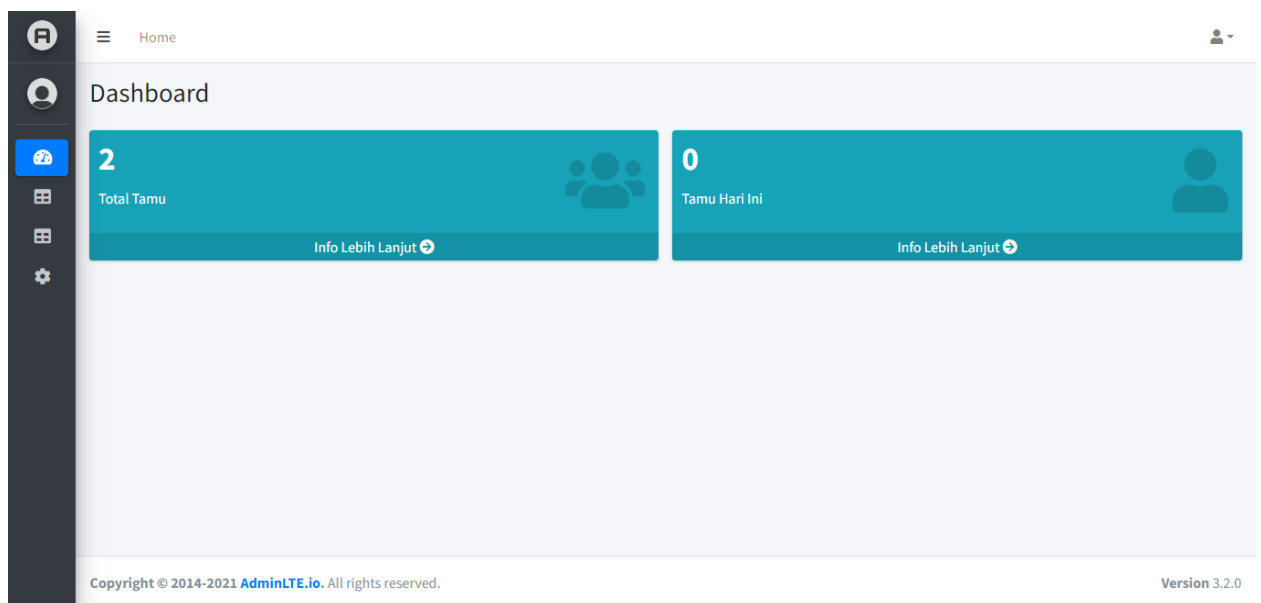 Home
Dashboard
2
Total Tamu
Info Lebih Lanjut
0
Tamu Hari Ini
Info Lebih Lanjut
Copyright © 2014-2021 AdminLTE.io. All rights reserved.
Version 3.2.0